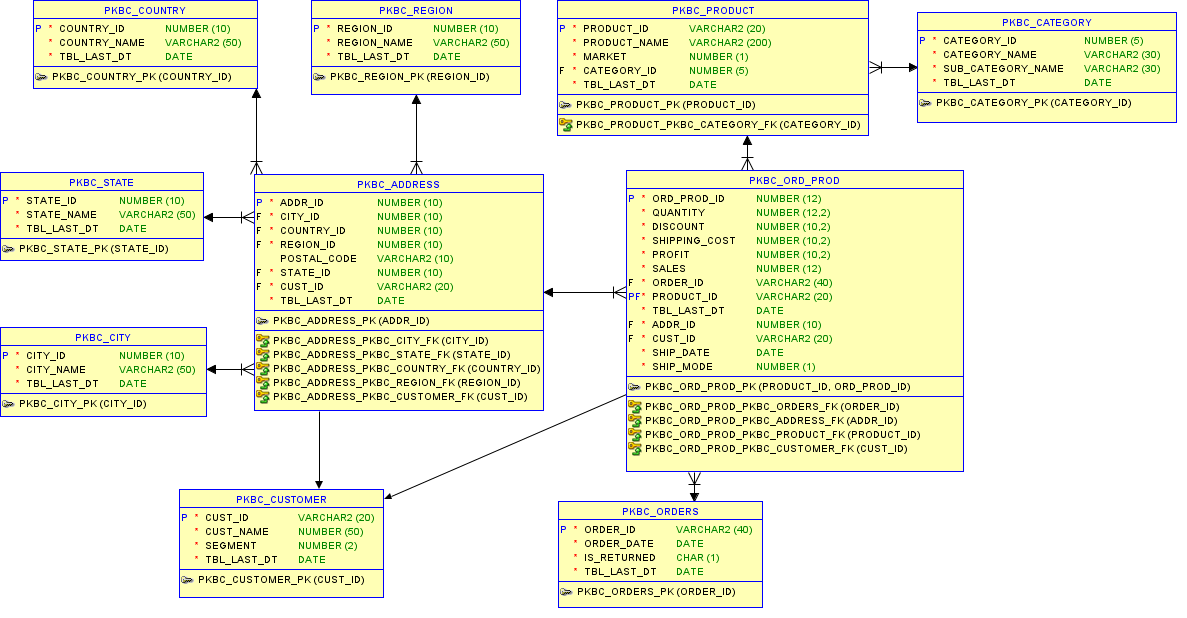 PKBC_COUNTRY
P * COUNTRY_ID NUMBER (10)
* COUNTRY_NAME VARCHAR2 (50)
* TBL_LAST_DT DATE
PKBC_COUNTRY_PK (COUNTRY_ID)
PKBC_REGION
P * REGION_ID NUMBER (10)
* REGION_NAME VARCHAR2 (50)
* TBL_LAST_DT DATE
PKBC_REGION_PK (REGION_ID)
PKBC_PRODUCT
P * PRODUCT_ID VARCHAR2 (20)
* PRODUCT_NAME VARCHAR2 (200)
* MARKET NUMBER (1)
F * CATEGORY_ID NUMBER (5)
* TBL_LAST_DT DATE
PKBC_PRODUCT_PK (PRODUCT_ID)
PKBC_PRODUCT_PKBC_CATEGORY_FK (CATEGORY_ID)
PKBC_CATEGORY
P * CATEGORY_ID NUMBER (5)
* CATEGORY_NAME VARCHAR2 (30)
* SUB_CATEGORY_NAME VARCHAR2 (30)
* TBL_LAST_DT DATE
PKBC_CATEGORY_PK (CATEGORY_ID)
PKBC_STATE
P * STATE_ID NUMBER (10)
* STATE_NAME VARCHAR2 (50)
* TBL_LAST_DT DATE
PKBC_STATE_PK (STATE_ID)
PKBC_ADDRESS
P * ADDR_ID NUMBER (10)
F * CITY_ID NUMBER (10)
F * COUNTRY_ID NUMBER (10)
F * REGION_ID NUMBER (10)
POSTAL_CODE VARCHAR2 (10)
F * STATE_ID NUMBER (10)
F * CUST_ID VARCHAR2 (20)
* TBL_LAST_DT DATE
PKBC_ADDRESS_PK (ADDR_ID)
PKBC_ADDRESS_PKBC_CITY_FK (CITY_ID)
PKBC_ADDRESS_PKBC_STATE_FK (STATE_ID)
PKBC_ADDRESS_PKBC_COUNTRY_FK (COUNTRY_ID)
PKBC_ADDRESS_PKBC_REGION_FK (REGION_ID)
PKBC_ADDRESS_PKBC_CUSTOMER_FK (CUST_ID)
PKBC_ORD_PROD
P * ORD_PROD_ID NUMBER (12)
* QUANTITY NUMBER (12,2)
* DISCOUNT NUMBER (10,2)
* SHIPPING_COST NUMBER (10,2)
* PROFIT NUMBER (10,2)
* SALES NUMBER (12)
F * ORDER_ID VARCHAR2 (40)
PF* PRODUCT_ID VARCHAR2 (20)
* TBL_LAST_DT DATE
F * ADDR_ID NUMBER (10)
F * CUST_ID VARCHAR2 (20)
* SHIP_DATE DATE
* SHIP_MODE NUMBER (1)
PKBC_ORD_PROD_PK (PRODUCT_ID, ORD_PROD_ID)
PKBC_ORD_PROD_PKBC_ORDERS_FK (ORDER_ID)
PKBC_ORD_PROD_PKBC_ADDRESS_FK (ADDR_ID)
PKBC_ORD_PROD_PKBC_PRODUCT_FK (PRODUCT_ID)
PKBC_ORD_PROD_PKBC_CUSTOMER_FK (CUST_ID)
PKBC_CITY
P * CITY_ID NUMBER (10)
* CITY_NAME VARCHAR2 (50)
* TBL_LAST_DT DATE
PKBC_CITY_PK (CITY_ID)
PKBC_CUSTOMER
P * CUST_ID VARCHAR2 (20)
* CUST_NAME NUMBER (50)
* SEGMENT NUMBER (2)
* TBL_LAST_DT DATE
PKBC_CUSTOMER_PK (CUST_ID)
PKBC_ORDERS
P * ORDER_ID VARCHAR2 (40)
* ORDER_DATE DATE
* IS_RETURNED CHAR (1)
* TBL_LAST_DT DATE
PKBC_ORDERS_PK (ORDER_ID)